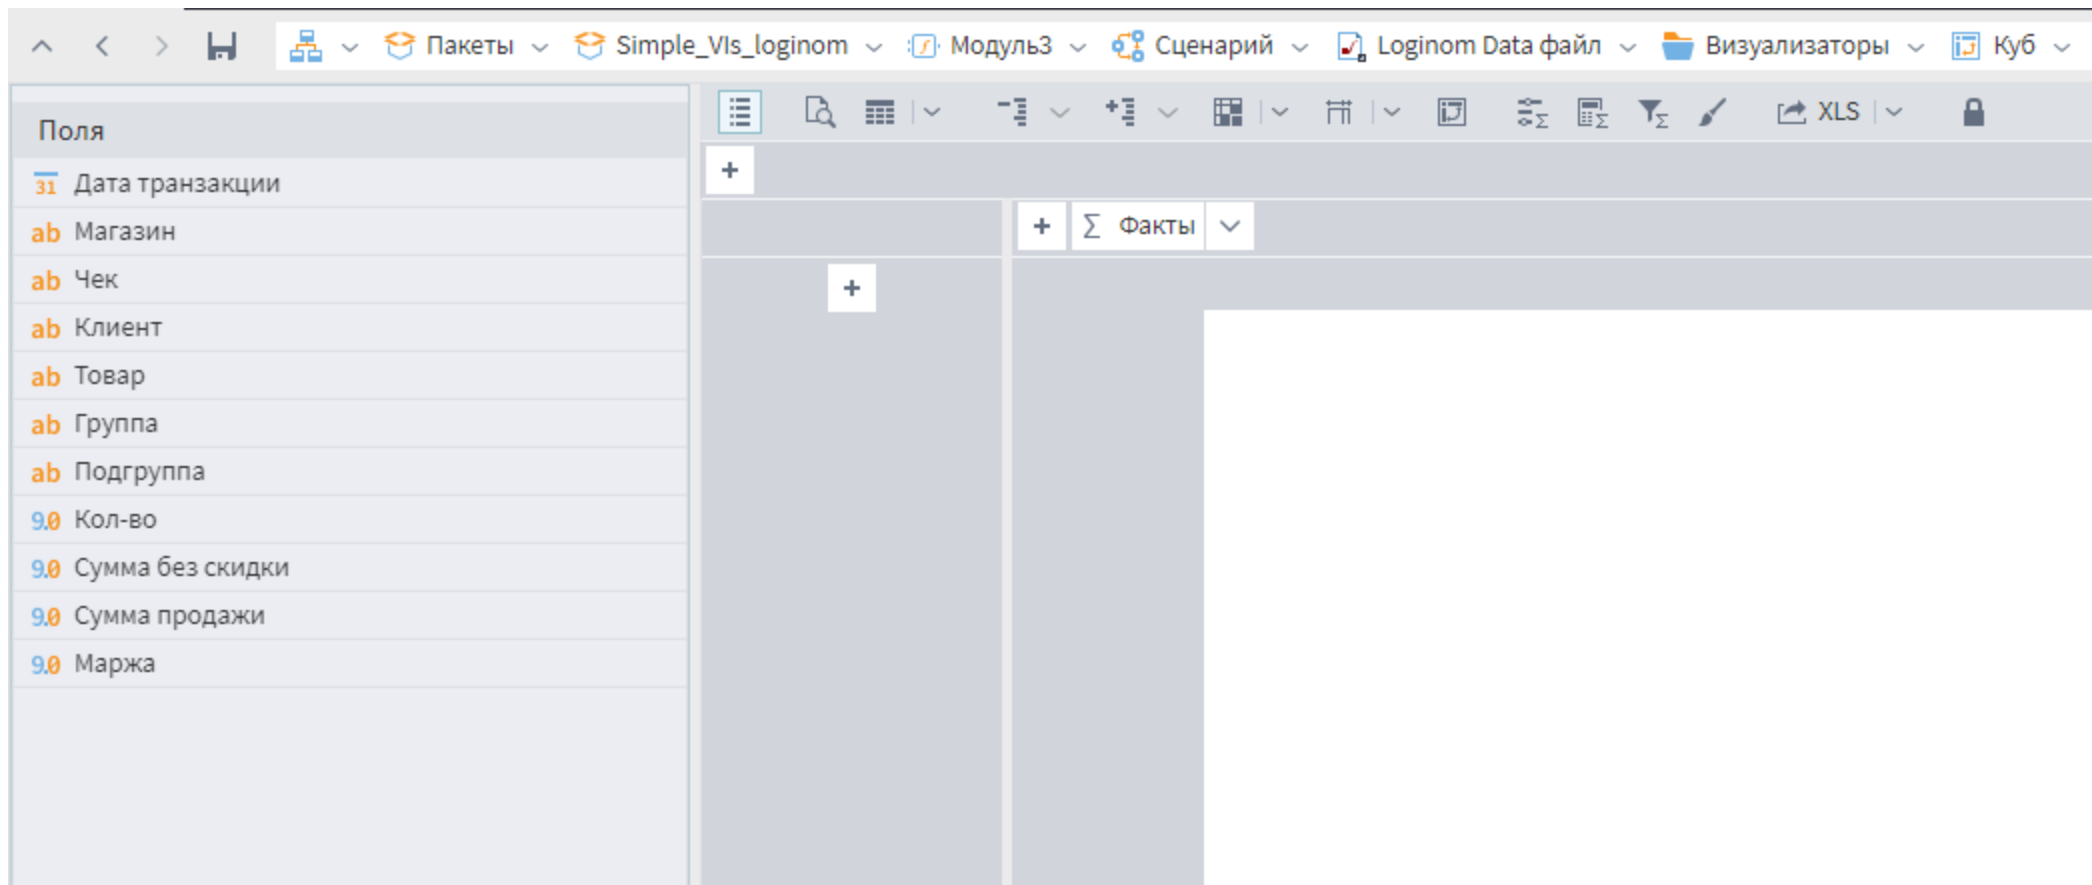 Пакеты Simple_VIs_loginom Модуль3 Сценарий Loginom Data файл Визуализаторы Куб
Поля
XLS
31 Дата транзакции
ab Магазин
Σ Факты
ab Чек
ab Клиент
ab Товар
ab Группа
ab Подгруппа
9.0 Кол-во
9.0 Сумма без скидки
9.0 Сумма продажи
9.0 Маржа